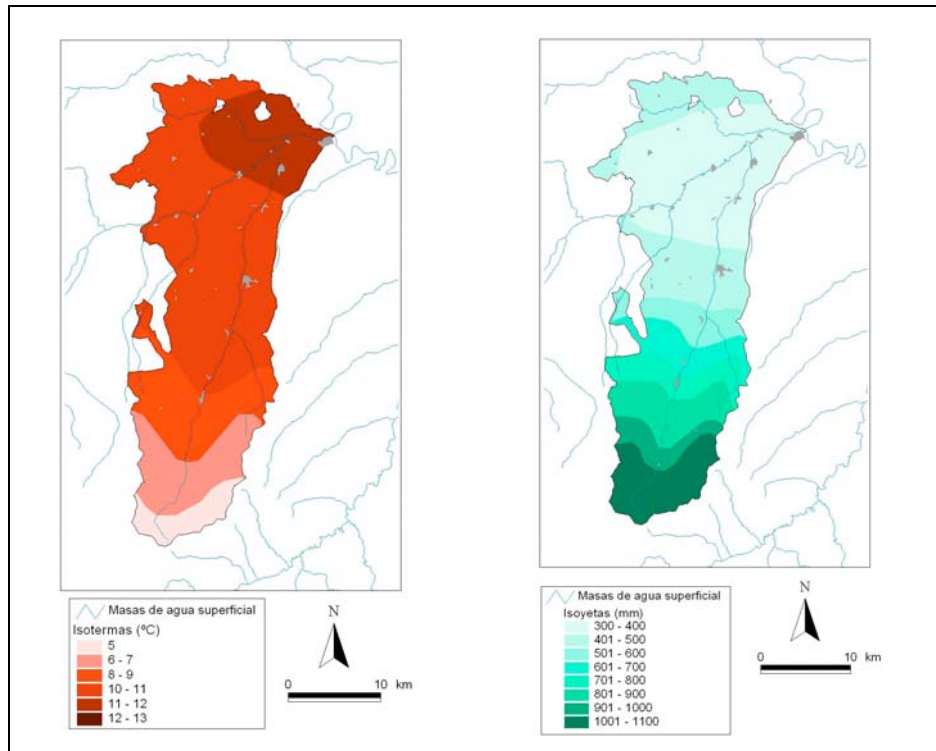 Masas de agua superficial
Isotermas (ºC)
5
6 - 7
8 - 9
10 - 11
11 - 12
12 - 13
N
0 10 km
Masas de agua superficial
Isoyetas (mm)
300 - 400
401 - 500
501 - 600
601 - 700
701 - 800
801 - 900
901 - 1000
1001 - 1100
N
0 10 km